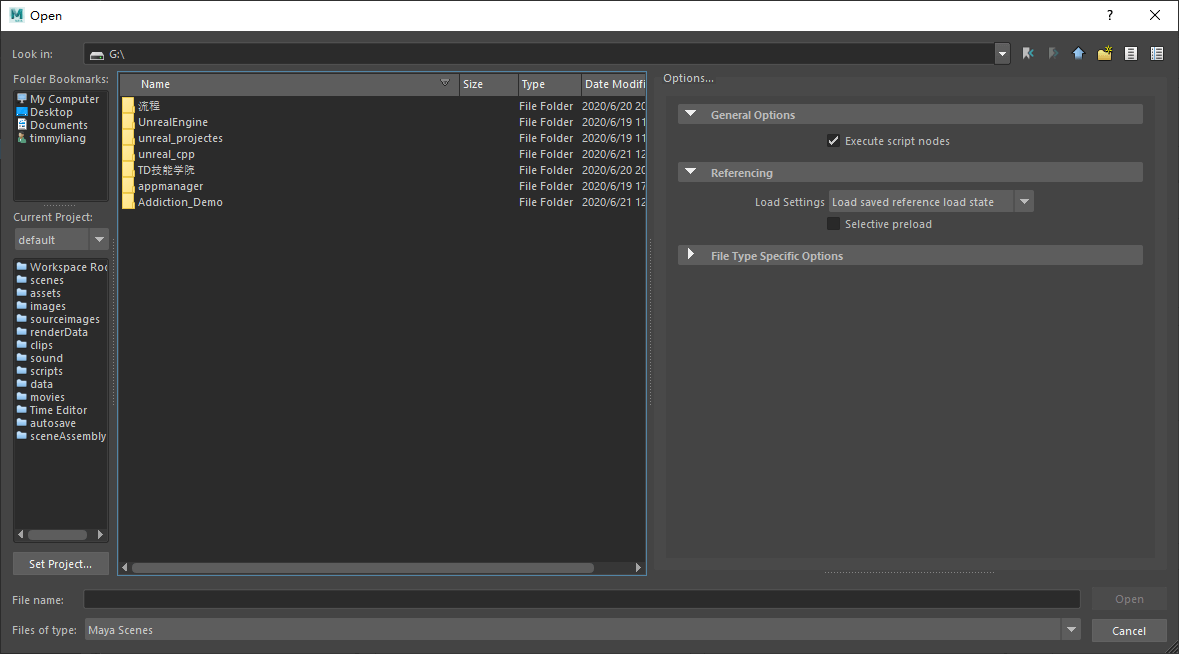 Open
Look in: G:\
Folder Bookmarks:
My Computer
Desktop
Documents
timmyliang
Current Project:
default
Workspace Roo
scenes
assets
images
sourceimages
renderData
clips
sound
scripts
data
movies
Time Editor
autosave
sceneAssembly
Set Project...
Name Size Type Date Modifi
流程 File Folder 2020/6/20 20
UnrealEngine File Folder 2020/6/19 11
unreal_projectes File Folder 2020/6/19 11
unreal_cpp File Folder 2020/6/21 12
TD技能学院 File Folder 2020/6/20 20
appmanager File Folder 2020/6/19 17
Addiction_Demo File Folder 2020/6/21 12
Options...
General Options
Execute script nodes
Referencing
Load Settings Load saved reference load state
Selective preload
File Type Specific Options
File name: Open
Files of type: Maya Scenes Cancel